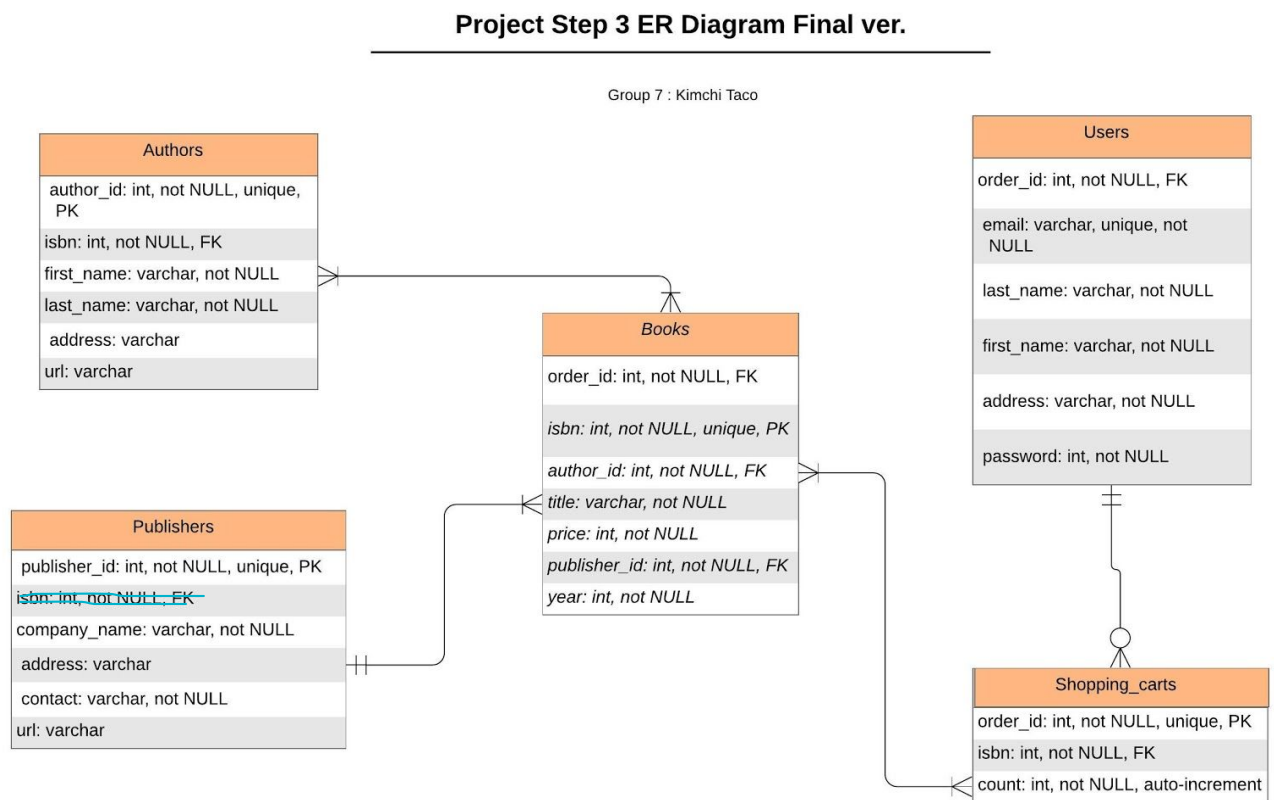 Project Step 3 ER Diagram Final ver.
Group 7 : Kimchi Taco
Authors
author_id: int, not NULL, unique,
PK
isbn: int, not NULL, FK
first_name: varchar, not NULL
last_name: varchar, not NULL
address: varchar
url: varchar
Publishers
publisher_id: int, not NULL, unique, PK
isbn: int, not NULL, FK
company_name: varchar, not NULL
address: varchar
contact: varchar, not NULL
url: varchar
Books
order_id: int, not NULL, FK
isbn: int, not NULL, unique, PK
author_id: int, not NULL, FK
title: varchar, not NULL
price: int, not NULL
publisher_id: int, not NULL, FK
year: int, not NULL
Users
order_id: int, not NULL, FK
email: varchar, unique, not
NULL
last_name: varchar, not NULL
first_name: varchar, not NULL
address: varchar, not NULL
password: int, not NULL
Shopping_carts
order_id: int, not NULL, unique, PK
isbn: int, not NULL, FK
count: int, not NULL, auto-increment